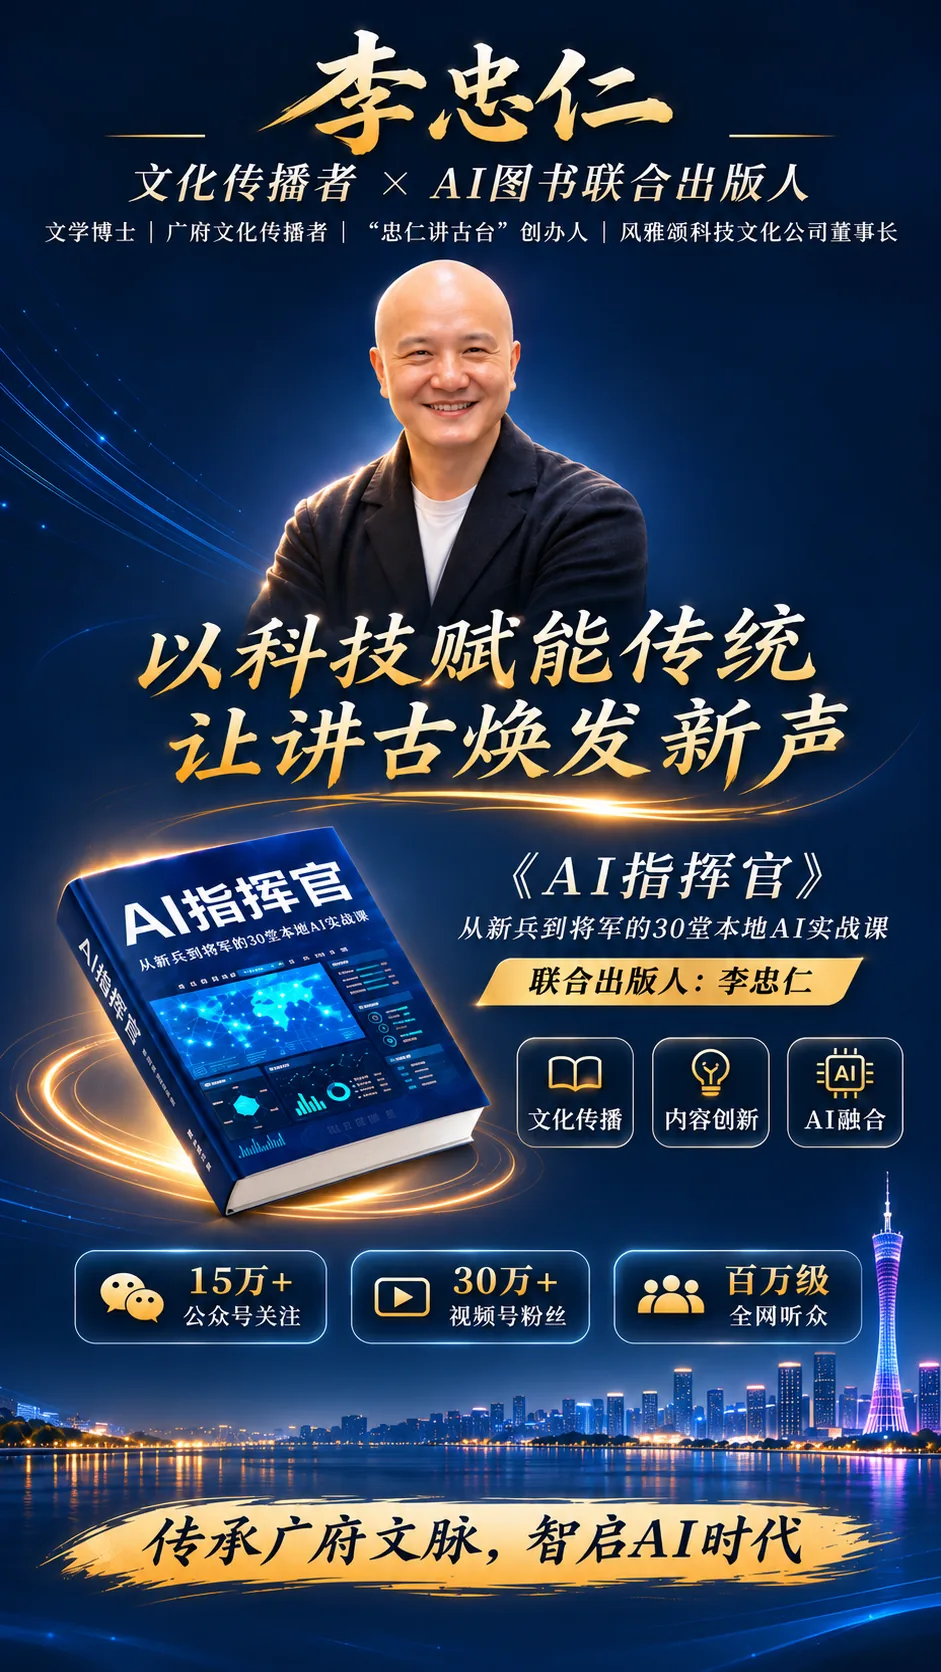 李忠仁
文化传播者 × AI图书联合出版人
文学博士｜广府文化传播者｜“忠仁讲古台”创办人｜风雅颂科技文化公司董事长
以科技赋能传统
让讲古焕发新声
AI指挥官
从新兵到将军的30堂本地AI实战课
AI指挥官
《AI指挥官》
从新兵到将军的30堂本地AI实战课
联合出版人：李忠仁
文化传播
内容创新
AI
AI融合
15万+
公众号关注
30万+
视频号粉丝
百万级
全网听众
传承广府文脉，智启AI时代